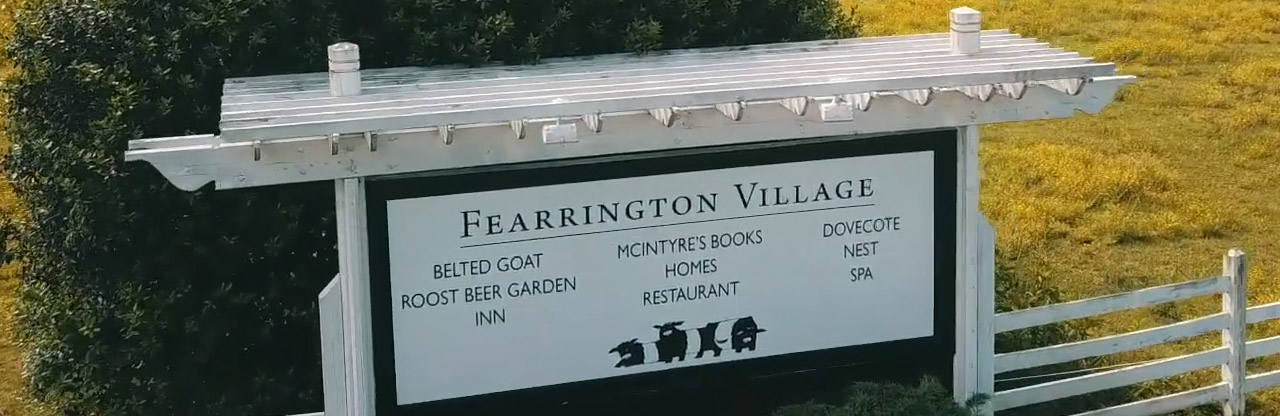 FEARRINGTON VILLAGE
BELTED GOAT
ROOST BEER GARDEN
INN
MCINTYRE'S BOOKS
HOMES
RESTAURANT
DOVECOTE
NEST
SPA